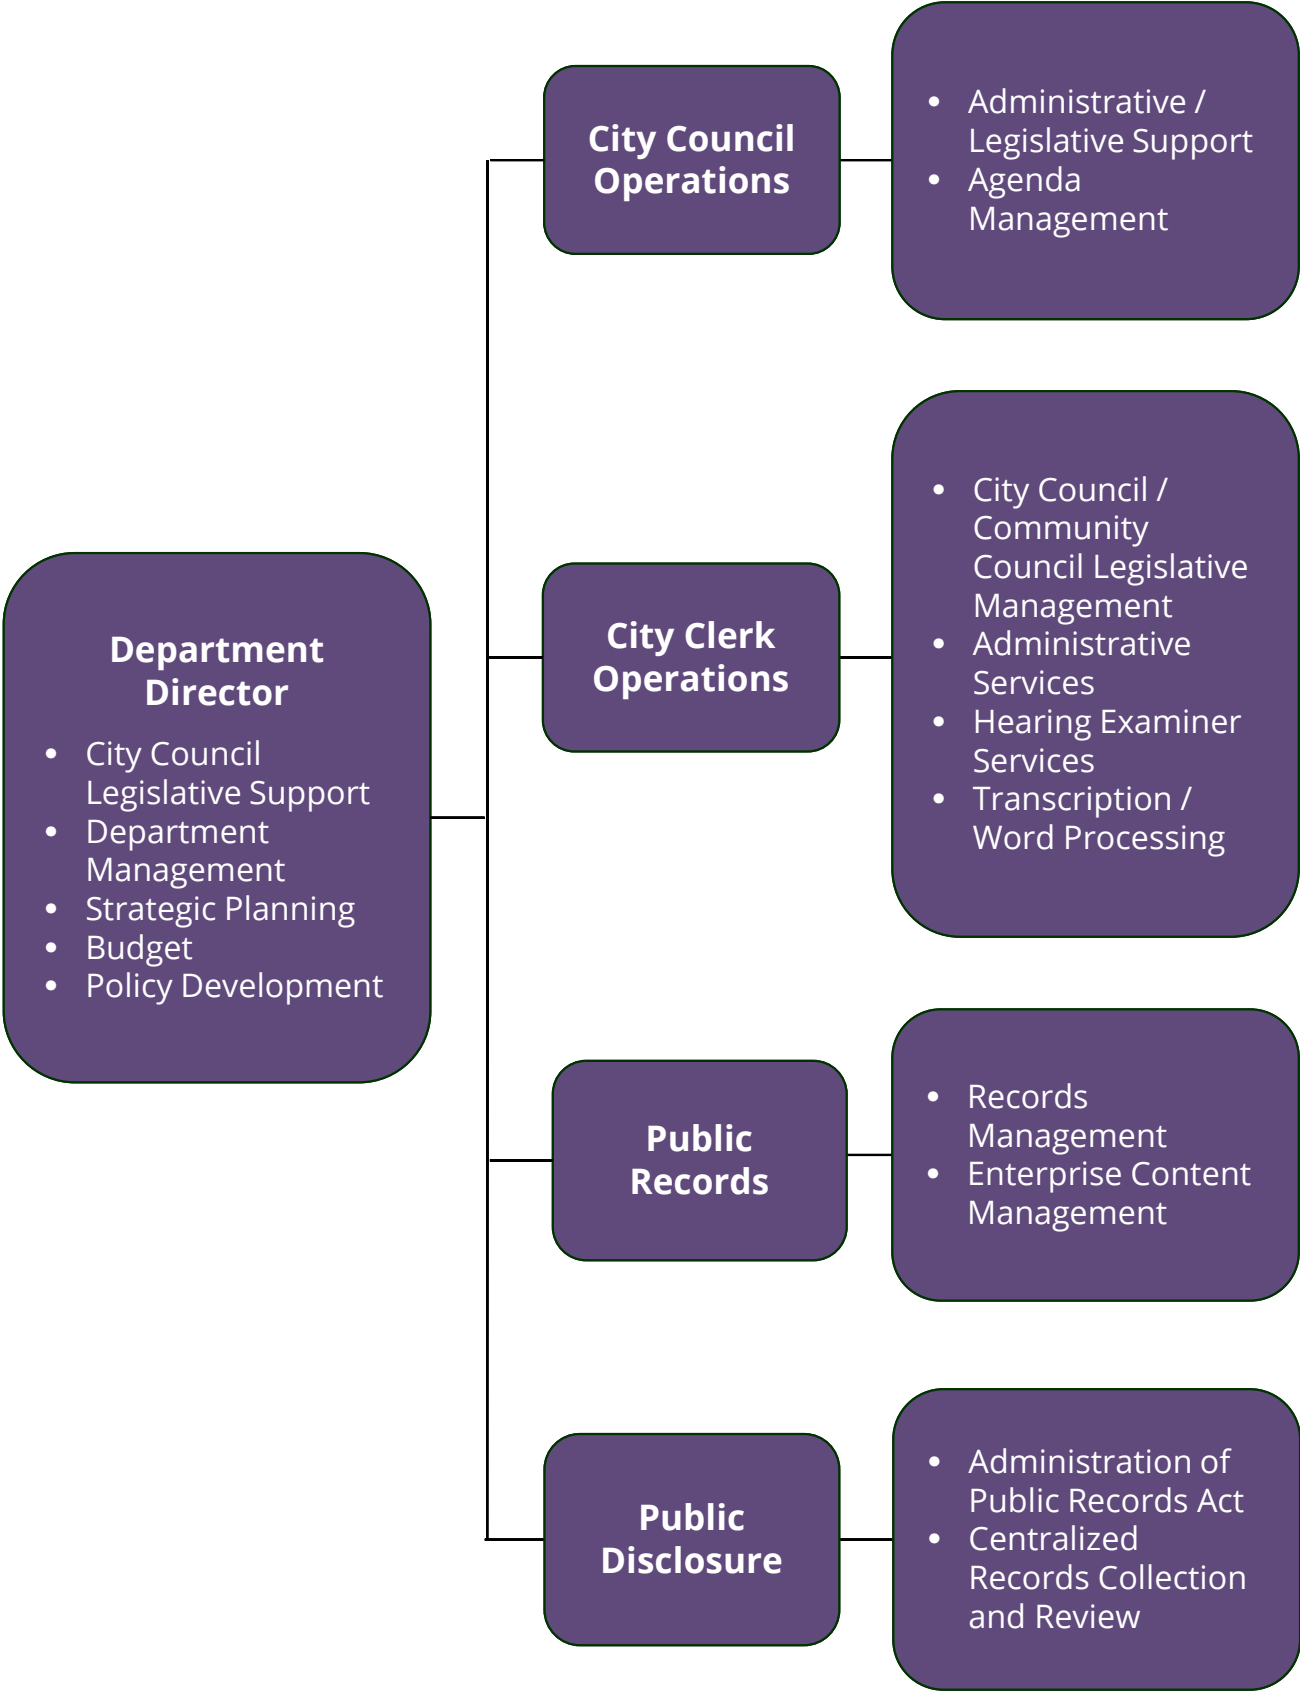 Department
Director
• City Council
Legislative Support
• Department
Management
• Strategic Planning
• Budget
• Policy Development
City Council
Operations
• Administrative /
Legislative Support
• Agenda
Management
City Clerk
Operations
• City Council /
Community
Council Legislative
Management
• Administrative
Services
• Hearing Examiner
Services
• Transcription /
Word Processing
Public
Records
• Records
Management
• Enterprise Content
Management
Public
Disclosure
• Administration of
Public Records Act
• Centralized
Records Collection
and Review